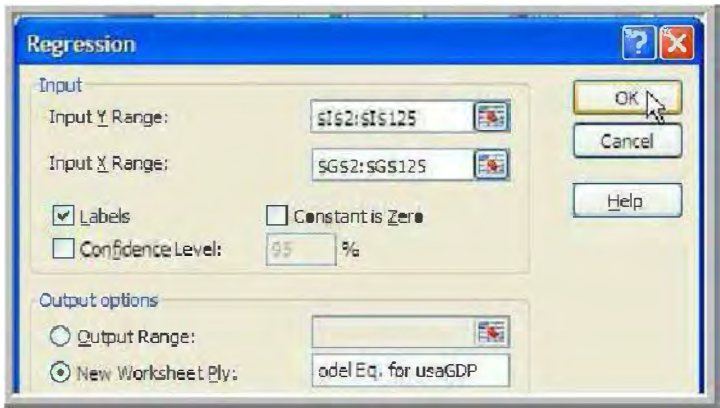 Regression
Input
Input Y Range: $I$2:$I$125
Input X Range: $G$2:$G$125
Labels Constant is Zero
Confidence Level: 95 %
Output options
Output Range:
New Worksheet Ply: odel Eq. for usaGDP
OK
Cancel
Help